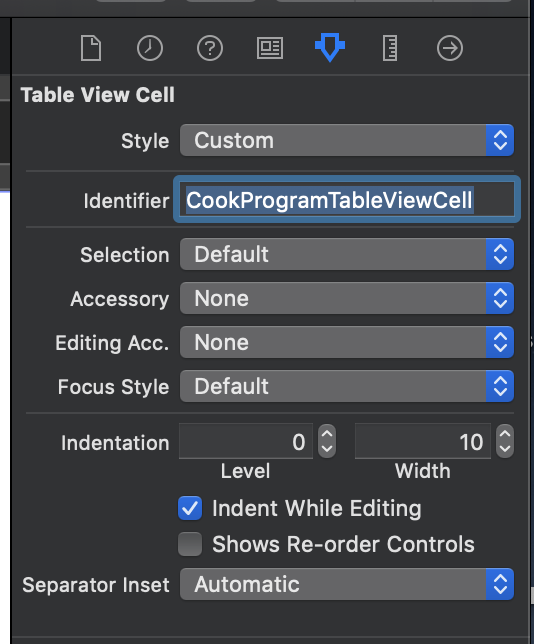 Table View Cell
Style Custom
Identifier CookProgramTableViewCell
Selection Default
Accessory None
Editing Acc. None
Focus Style Default
Indentation 0 10
Level Width
Indent While Editing
Shows Re-order Controls
Separator Inset Automatic